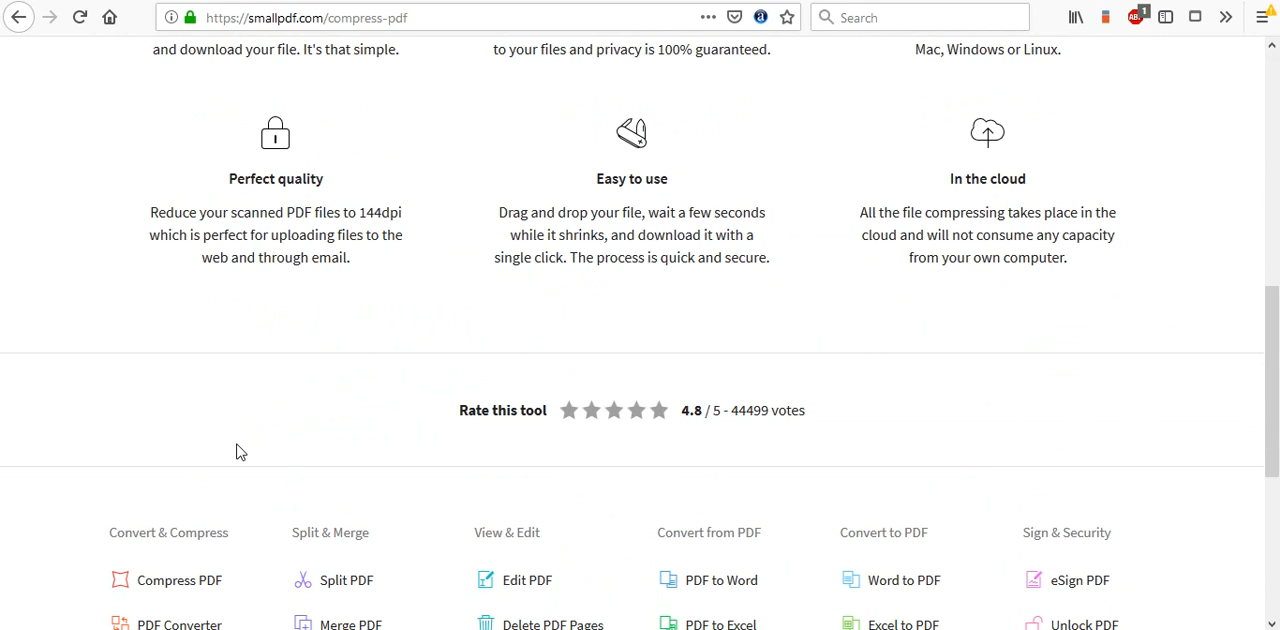 https://smallpdf.com/compress-pdf
Search
1
and download your file. It's that simple.
to your files and privacy is 100% guaranteed.
Mac, Windows or Linux.
Perfect quality
Reduce your scanned PDF files to 144dpi
which is perfect for uploading files to the
web and through email.
Easy to use
Drag and drop your file, wait a few seconds
while it shrinks, and download it with a
single click. The process is quick and secure.
In the cloud
All the file compressing takes place in the
cloud and will not consume any capacity
from your own computer.
Rate this tool 4.8 / 5 - 44499 votes
Convert & Compress
Split & Merge
View & Edit
Convert from PDF
Convert to PDF
Sign & Security
Compress PDF
Split PDF
Edit PDF
PDF to Word
Word to PDF
eSign PDF
PDF Converter
Merge PDF
Delete PDF Pages
PDF to Excel
Excel to PDF
Unlock PDF